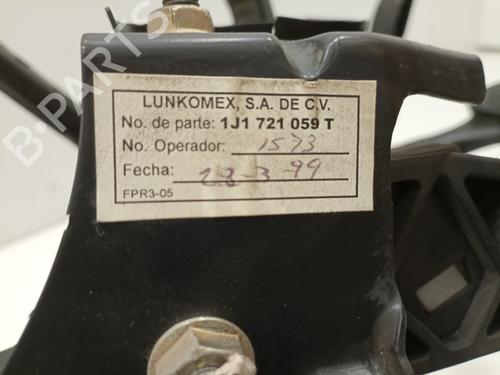 B-PARTS
LUNKOMEX, S.A. DE C.V.
No. de parte: 1J1 721 059 T
No. Operador: 1573
Fecha: 28-3-99
FPR3-05